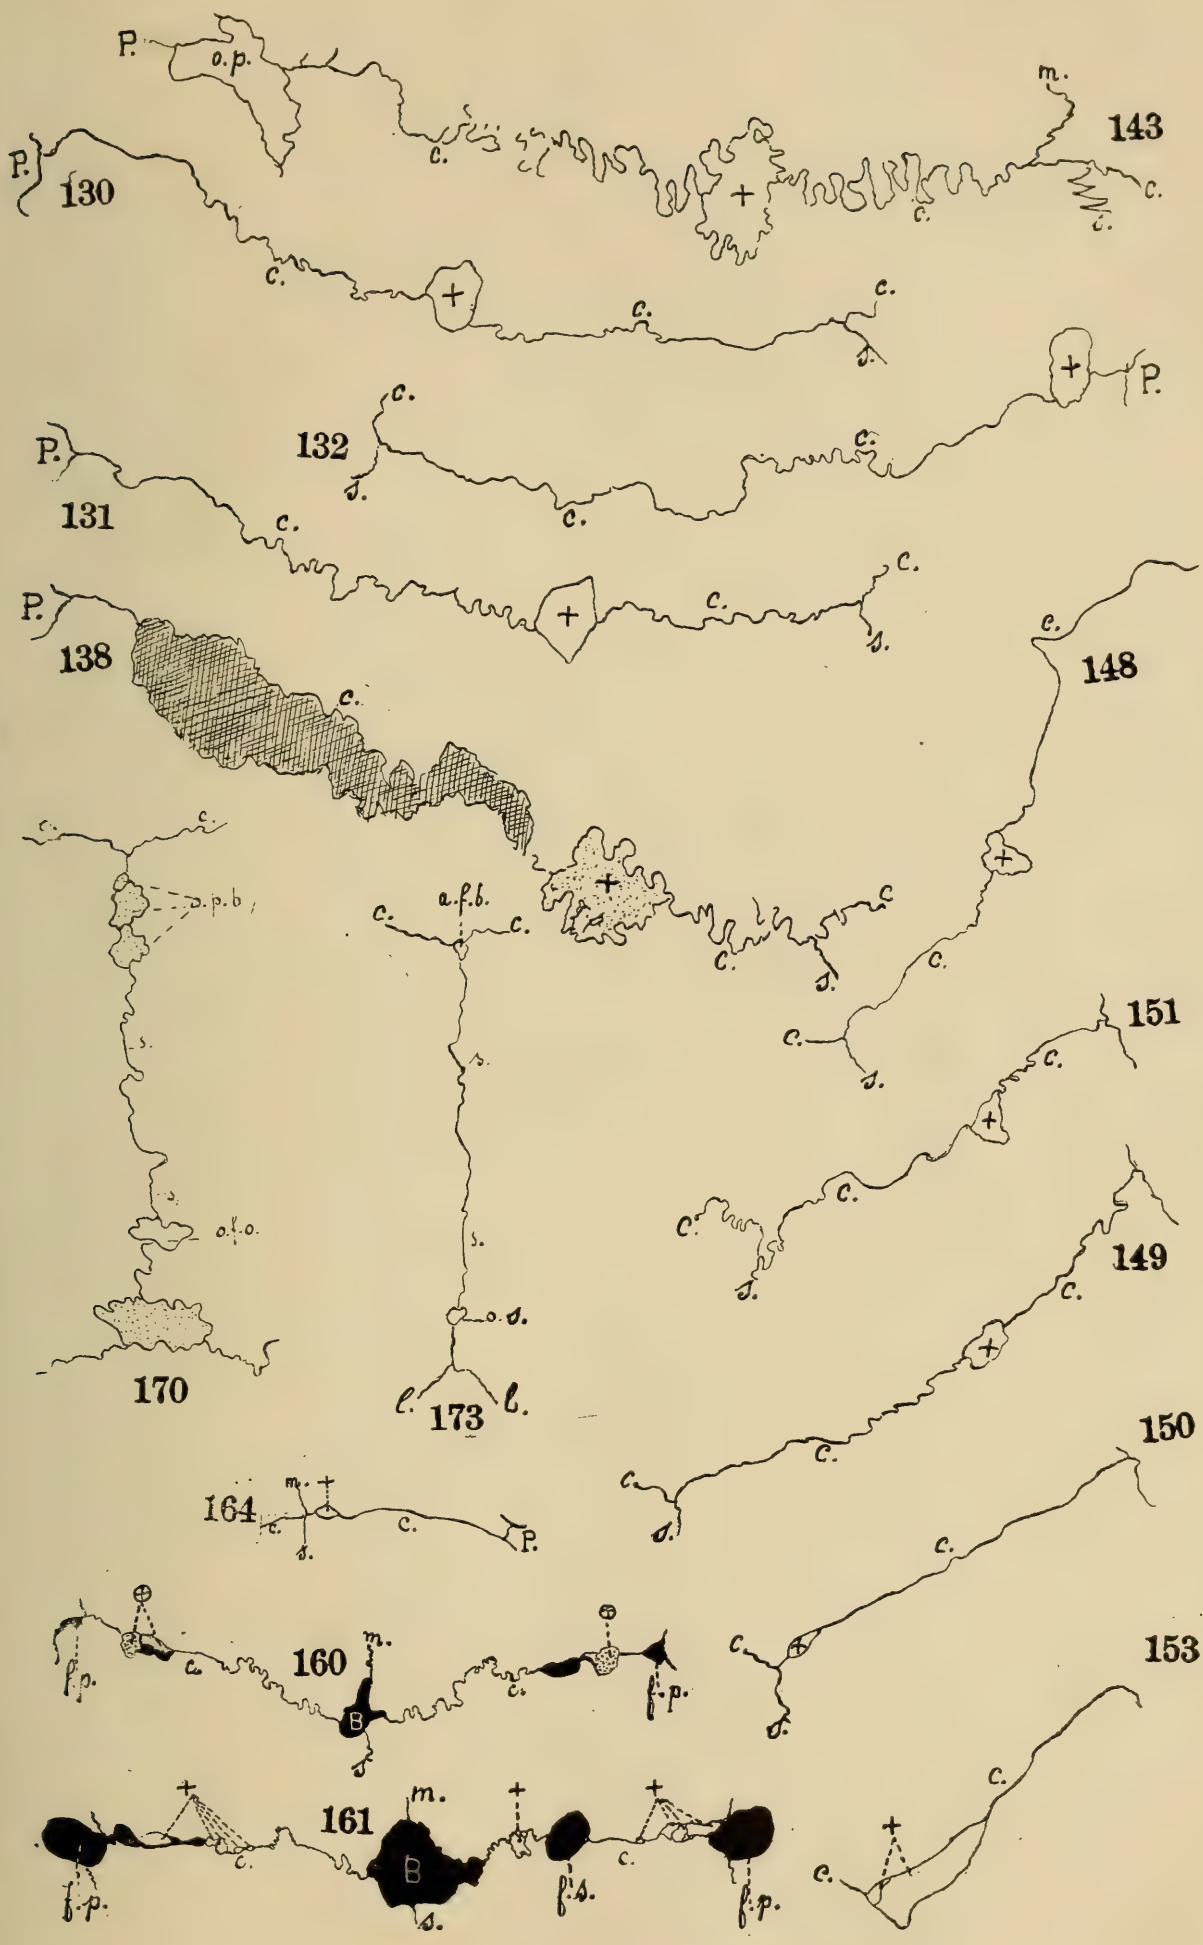 P. o.p. m.
143
P. 130 c. + c. c.
c. c.
c. + c. c.
s.
+ P.
c.
132 c.
P. s.
131 c. c.
c. + c. s.
P.
138 c. c.
148
c. c.
o.p.b. a.f.b. + c.
c. c. c. s. c.
c. s.
151
s. s. c.
+
c.
s. c. s.
o.f.o. s. 149
c.
+
o. s.
170 l. 173 l. c.
c. 150
m. +
164 c. c. P. s.
s. c.
⊕ ⊕
m. c. + 153
160
f.p. c. c. f.p.
B s.
s. c.
+ 161 m. + +
+
c. B c. c.
f.p. s. f.s. f.p.